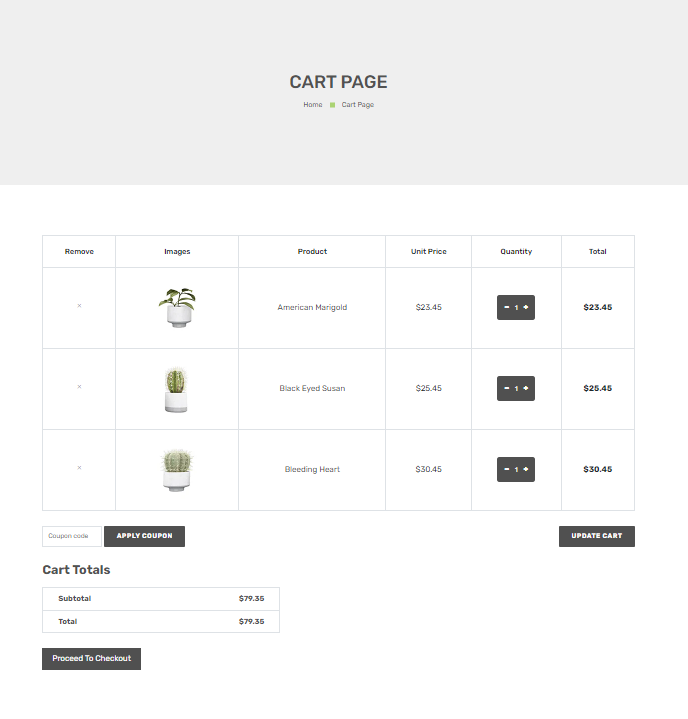 CART PAGE
Home Cart Page
Remove Images Product Unit Price Quantity Total
× American Marigold $23.45 - 1 + $23.45
× Black Eyed Susan $25.45 - 1 + $25.45
× Bleeding Heart $30.45 - 1 + $30.45
Coupon code APPLY COUPON UPDATE CART
Cart Totals
Subtotal $79.35
Total $79.35
Proceed To Checkout